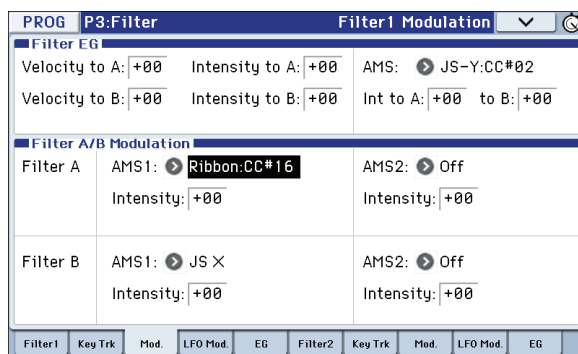 PROG P3:Filter Filter1 Modulation
Filter EG
Velocity to A: +00 Intensity to A: +00 AMS: JS-Y:CC#02
Velocity to B: +00 Intensity to B: +00 Int to A: +00 to B: +00
Filter A/B Modulation
Filter A AMS1: Ribbon:CC#16 AMS2: Off
Intensity: +00 Intensity: +00
Filter B AMS1: JS X AMS2: Off
Intensity: +00 Intensity: +00
Filter1 Key Trk Mod. LFO Mod. EG Filter2 Key Trk Mod. LFO Mod. EG